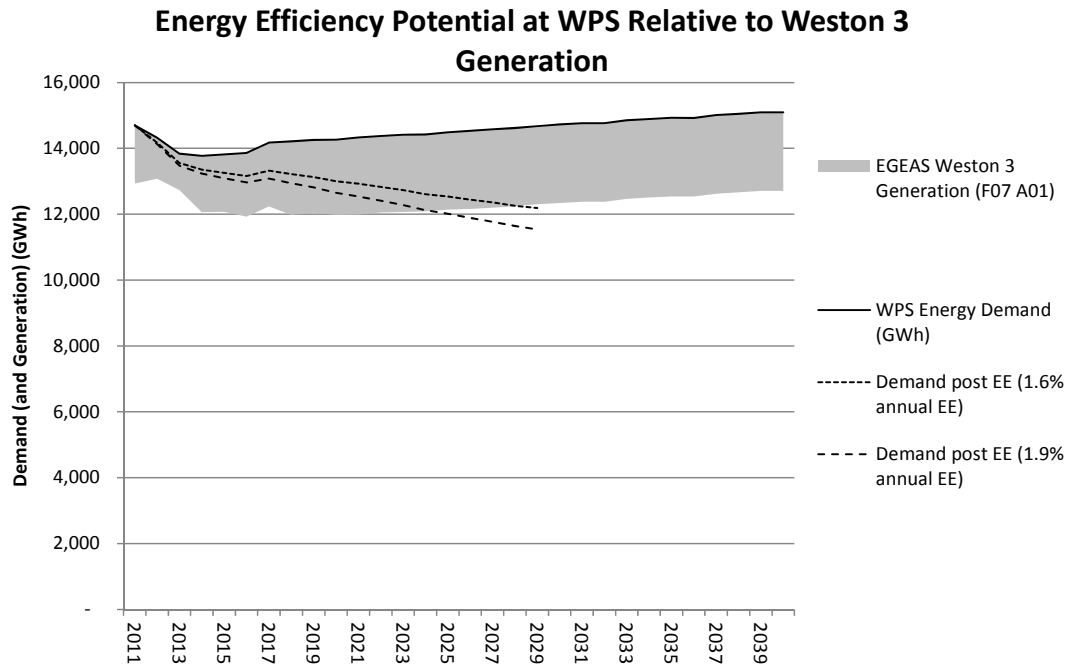 Energy Efficiency Potential at WPS Relative to Weston 3
Generation
Demand (and Generation) (GWh)
16,000
14,000
12,000
10,000
8,000
6,000
4,000
2,000
-
2011
2013
2015
2017
2019
2021
2023
2025
2027
2029
2031
2033
2035
2037
2039
EGEAS Weston 3
Generation (F07 A01)
WPS Energy Demand
(GWh)
Demand post EE (1.6%
annual EE)
Demand post EE (1.9%
annual EE)